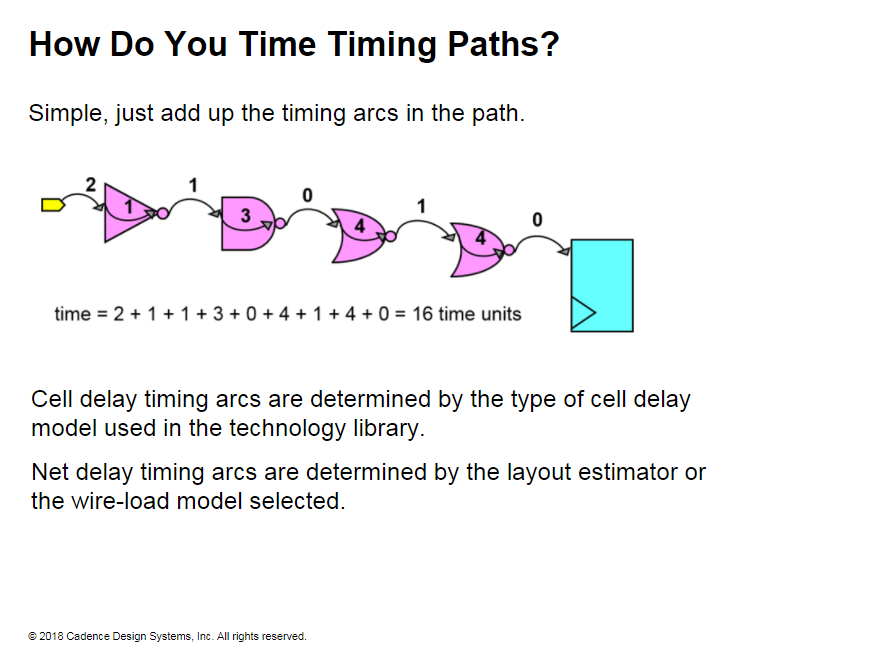 How Do You Time Timing Paths?
Simple, just add up the timing arcs in the path.
2 1 1 3 0 4 1 4 0
time = 2 + 1 + 1 + 3 + 0 + 4 + 1 + 4 + 0 = 16 time units
Cell delay timing arcs are determined by the type of cell delay
model used in the technology library.
Net delay timing arcs are determined by the layout estimator or
the wire-load model selected.
© 2018 Cadence Design Systems, Inc. All rights reserved.